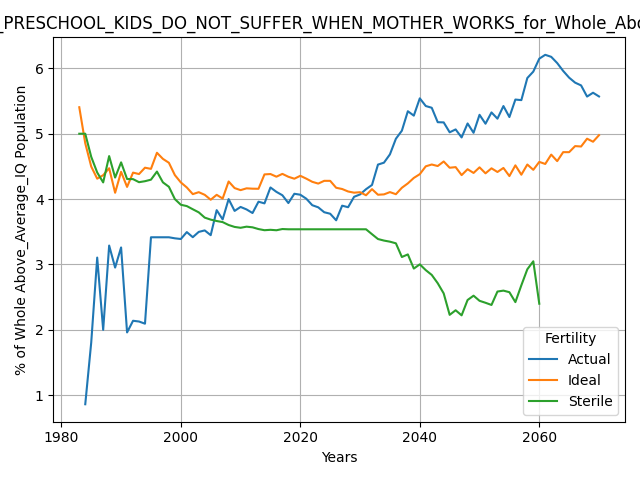 _PRESCHOOL_KIDS_DO_NOT_SUFFER_WHEN_MOTHER_WORKS_for_Whole_Abo
% of Whole Above_Average_IQ Population
6
5
4
3
2
1
1980
2000
2020
2040
2060
Years
Fertility
Actual
Ideal
Sterile